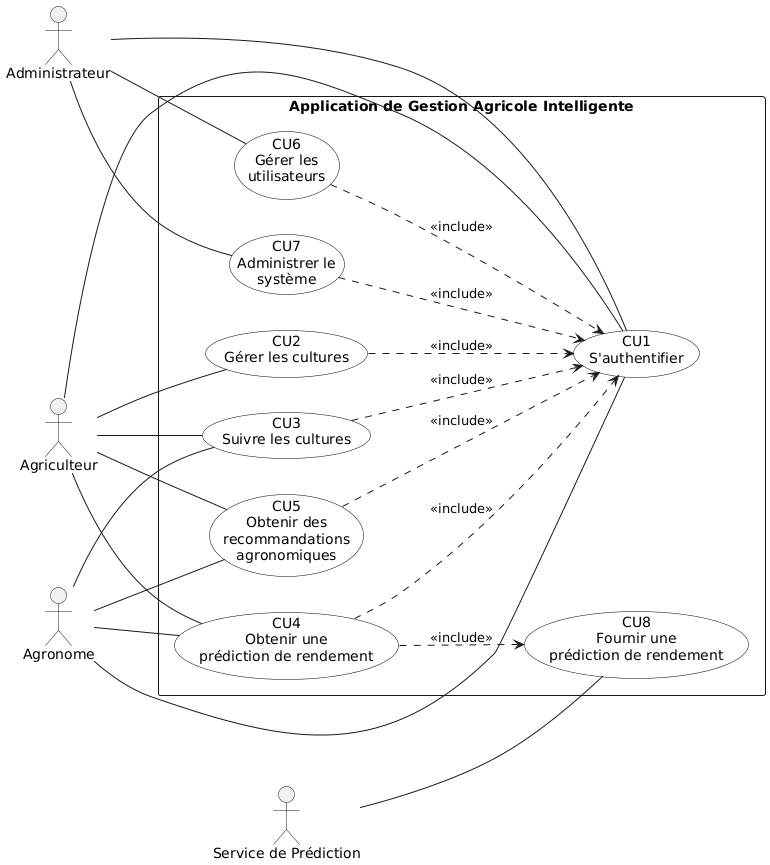 Administrateur
Application de Gestion Agricole Intelligente
CU6
Gérer les
utilisateurs
«include»
CU7
Administrer le
système
«include»
CU2
Gérer les cultures
«include»
CU1
S'authentifier
«include»
CU3
Suivre les cultures
«include»
Agriculteur
CU5
Obtenir des
recommandations
agronomiques
«include»
Agronome
CU4
Obtenir une
prédiction de rendement
«include»
CU8
Fournir une
prédiction de rendement
Service de Prédiction